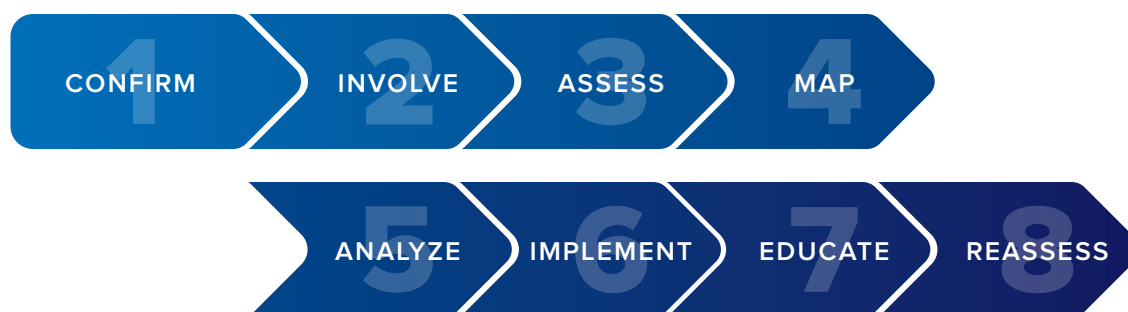 1 CONFIRM
2 INVOLVE
3 ASSESS
4 MAP
5 ANALYZE
6 IMPLEMENT
7 EDUCATE
8 REASSESS